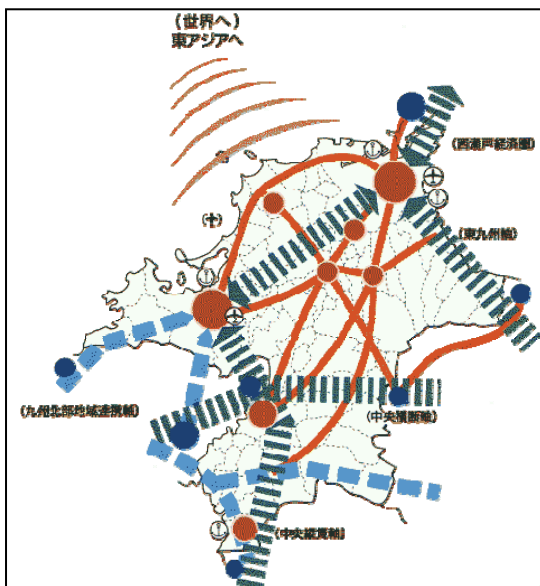 (世界へ)
東アジアへ
(西瀬戸経済圏)
(東九州軸)
(九州北部地域連携軸)
(中央横断軸)
(中央縦貫軸)